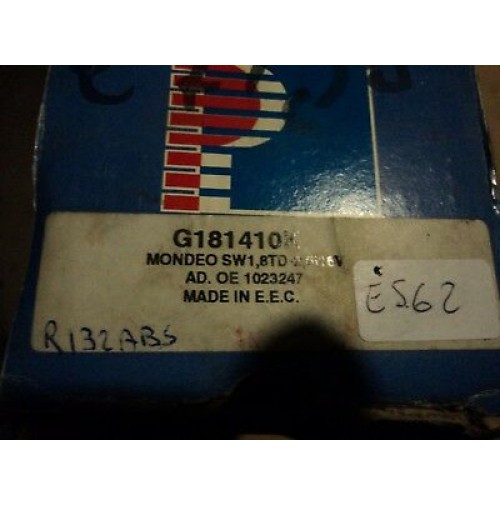 G181410
MONDEO SW1,8TD
AD. OE 1023247
MADE IN E.E.C.
E562
R132ABS